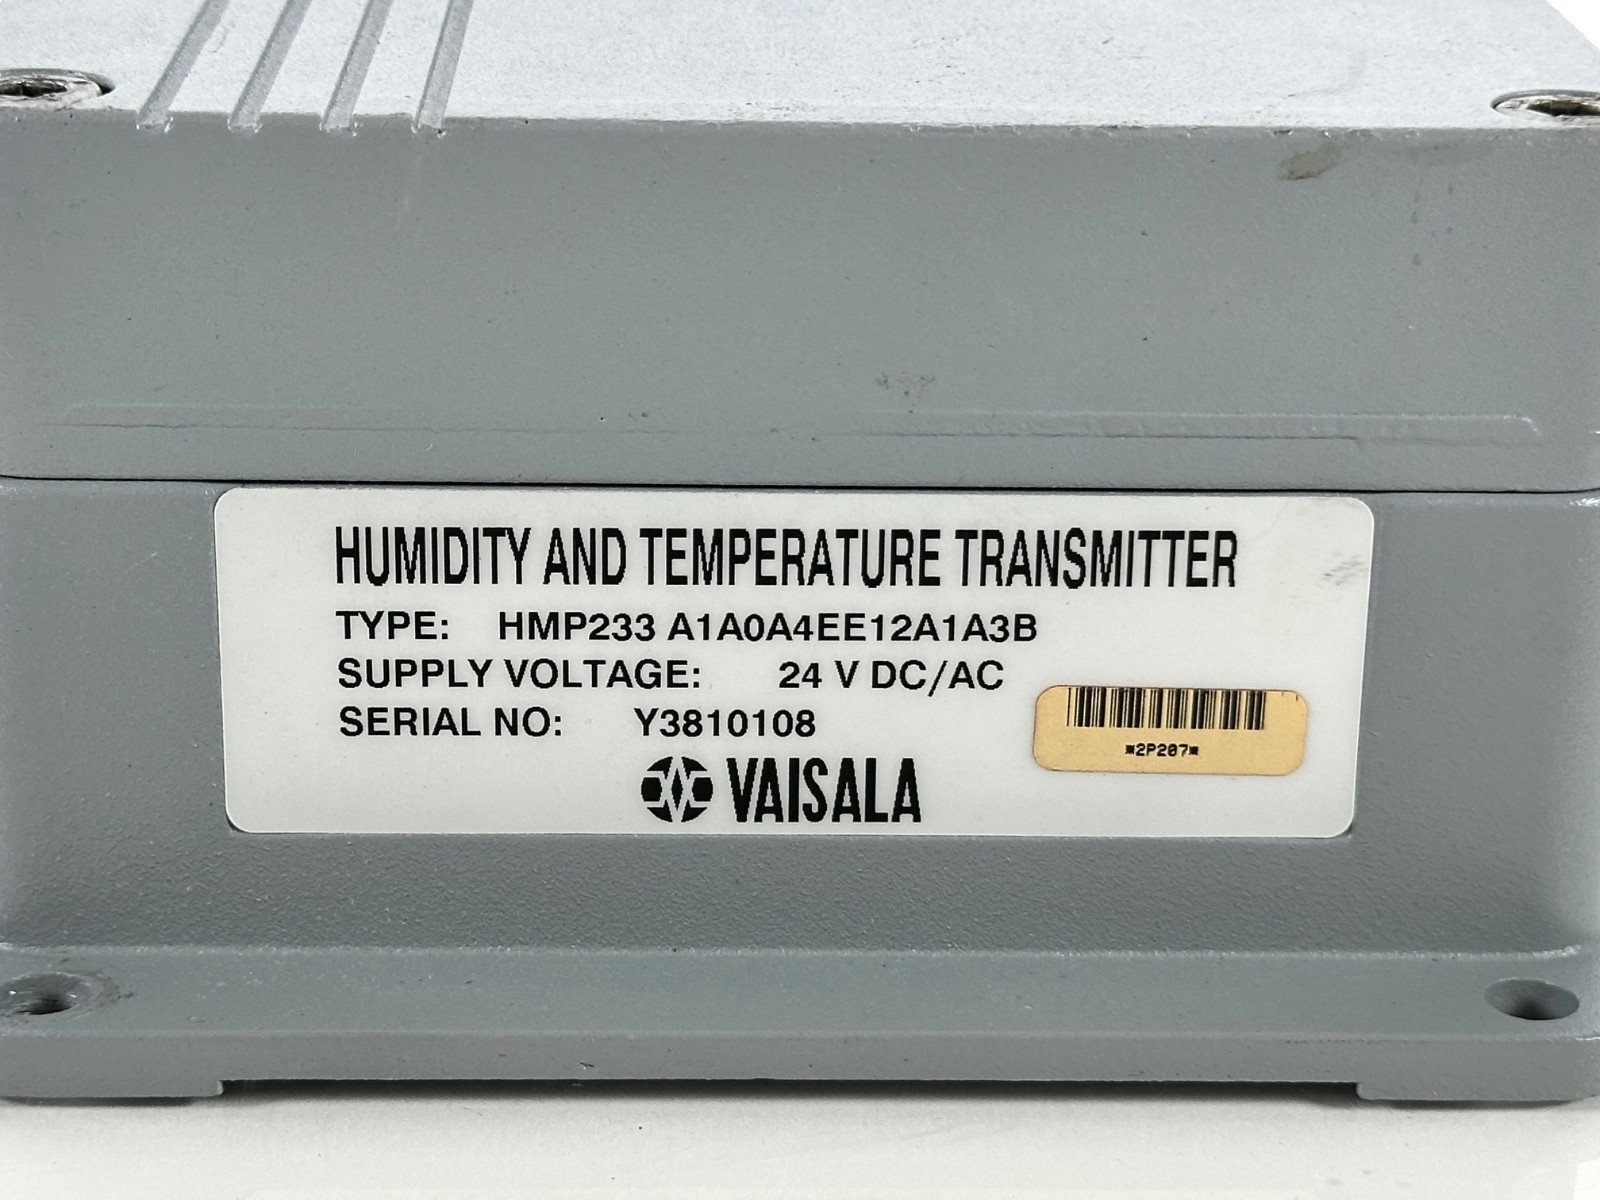 HUMIDITY AND TEMPERATURE TRANSMITTER
TYPE: HMP233 A1A0A4EE12A1A3B
SUPPLY VOLTAGE: 24 V DC/AC
SERIAL NO: Y3810108
*2P207*
VAISALA